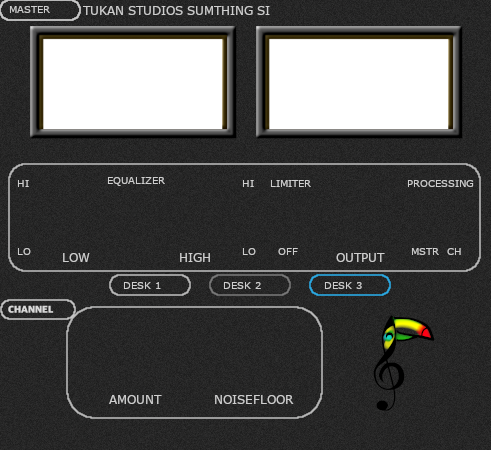 MASTER TUKAN STUDIOS SUMTHING SI
HI EQUALIZER HI LIMITER PROCESSING
LO LOW HIGH LO OFF OUTPUT MSTR CH
DESK 1 DESK 2 DESK 3
CHANNEL
AMOUNT NOISEFLOOR